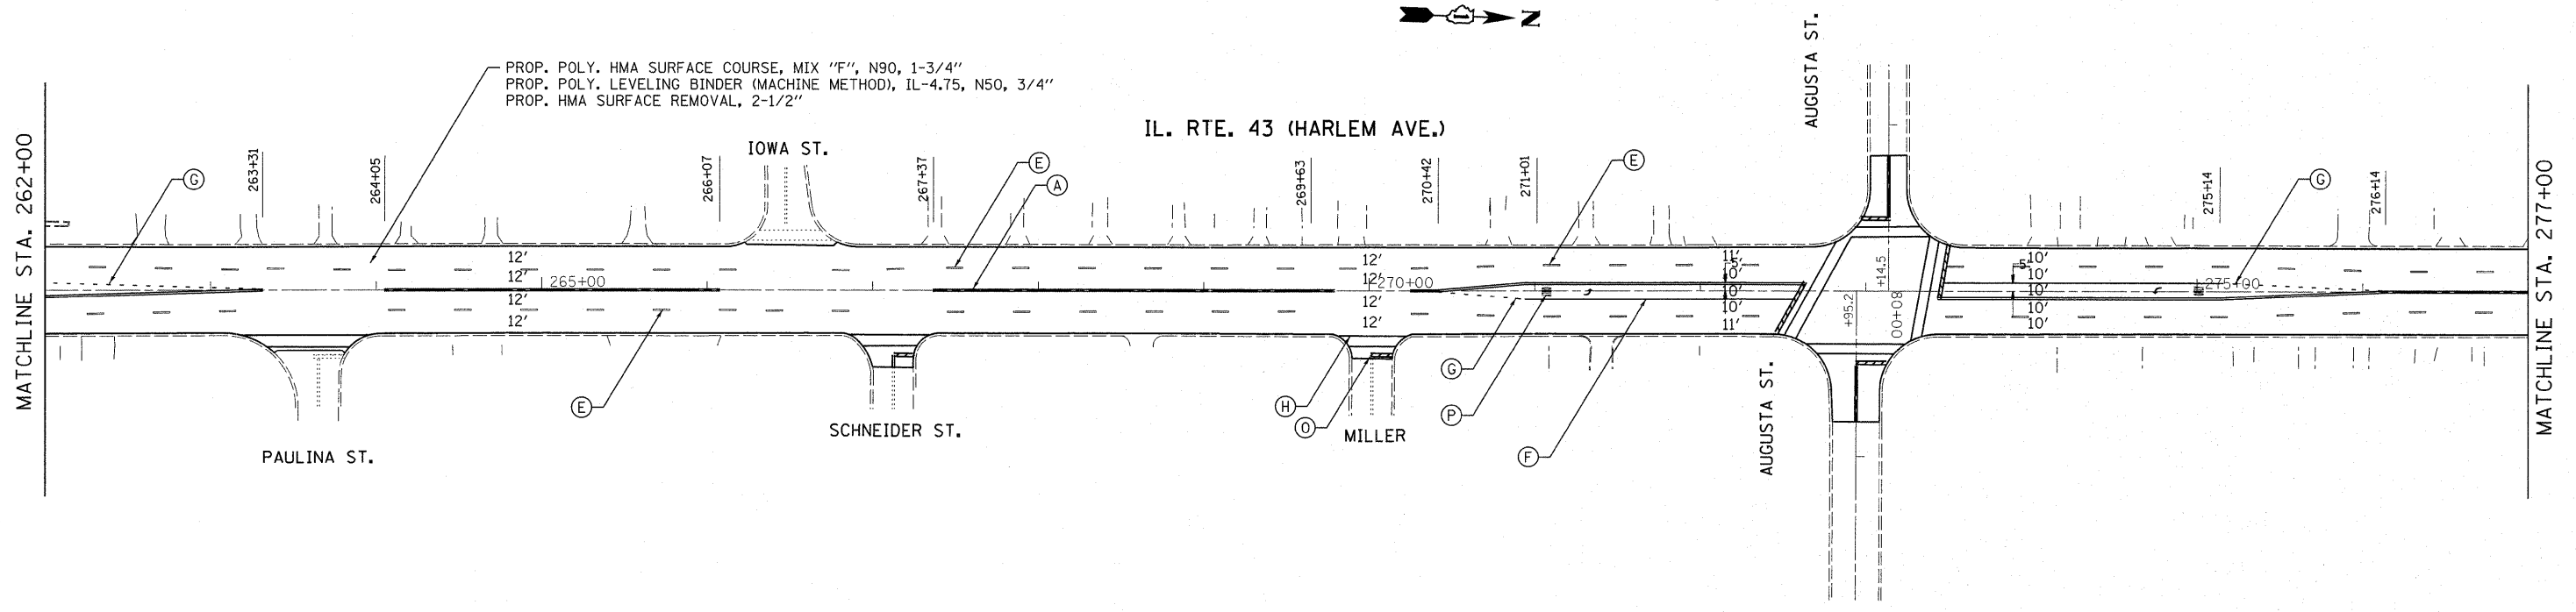 N
PROP. POLY. HMA SURFACE COURSE, MIX "F", N90, 1-3/4"
PROP. POLY. LEVELING BINDER (MACHINE METHOD), IL-4.75, N50, 3/4"
PROP. HMA SURFACE REMOVAL, 2-1/2"
IL. RTE. 43 (HARLEM AVE.)
AUGUSTA ST.
IOWA ST.
MATCHLINE STA. 262+00
MATCHLINE STA. 277+00
G
263+31
264+05
266+07
267+37
E
A
269+63
270+42
271+01
E
275+14
G
276+14
12'
12'
12'
12'
265+00
12'
12'
12'
12'
270+00
11'
5'
10'
10'
10'
11'
+14.5
+95.2
80+00
10'
5'
10'
10'
10'
10'
275+00
E
H
O
G
P
F
PAULINA ST.
SCHNEIDER ST.
MILLER
AUGUSTA ST.